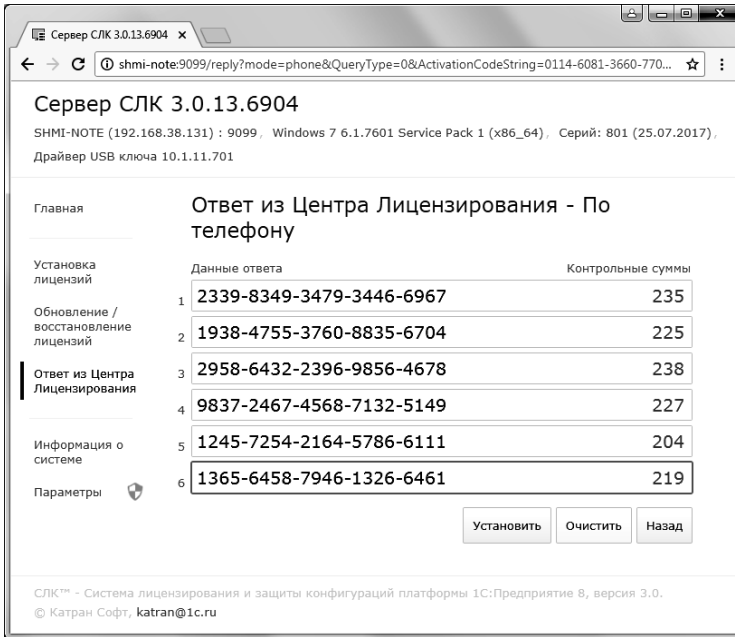 Сервер СЛК 3.0.13.6904
shmi-note:9099/reply?mode=phone&QueryType=0&ActivationCodeString=0114-6081-3660-770...
Сервер СЛК 3.0.13.6904
SHMI-NOTE (192.168.38.131) : 9099, Windows 7 6.1.7601 Service Pack 1 (x86_64), Серий: 801 (25.07.2017),
Драйвер USB ключа 10.1.11.701
Главная
Установка
лицензий
Обновление /
восстановление
лицензий
Ответ из Центра
Лицензирования
Информация о
системе
Параметры
Ответ из Центра Лицензирования - По
телефону
Данные ответа Контрольные суммы
1 2339-8349-3479-3446-6967 235
2 1938-4755-3760-8835-6704 225
3 2958-6432-2396-9856-4678 238
4 9837-2467-4568-7132-5149 227
5 1245-7254-2164-5786-6111 204
6 1365-6458-7946-1326-6461 219
Установить Очистить Назад
СЛК™ - Система лицензирования и защиты конфигураций платформы 1С:Предприятие 8, версия 3.0.
© Катран Софт, katran@1c.ru